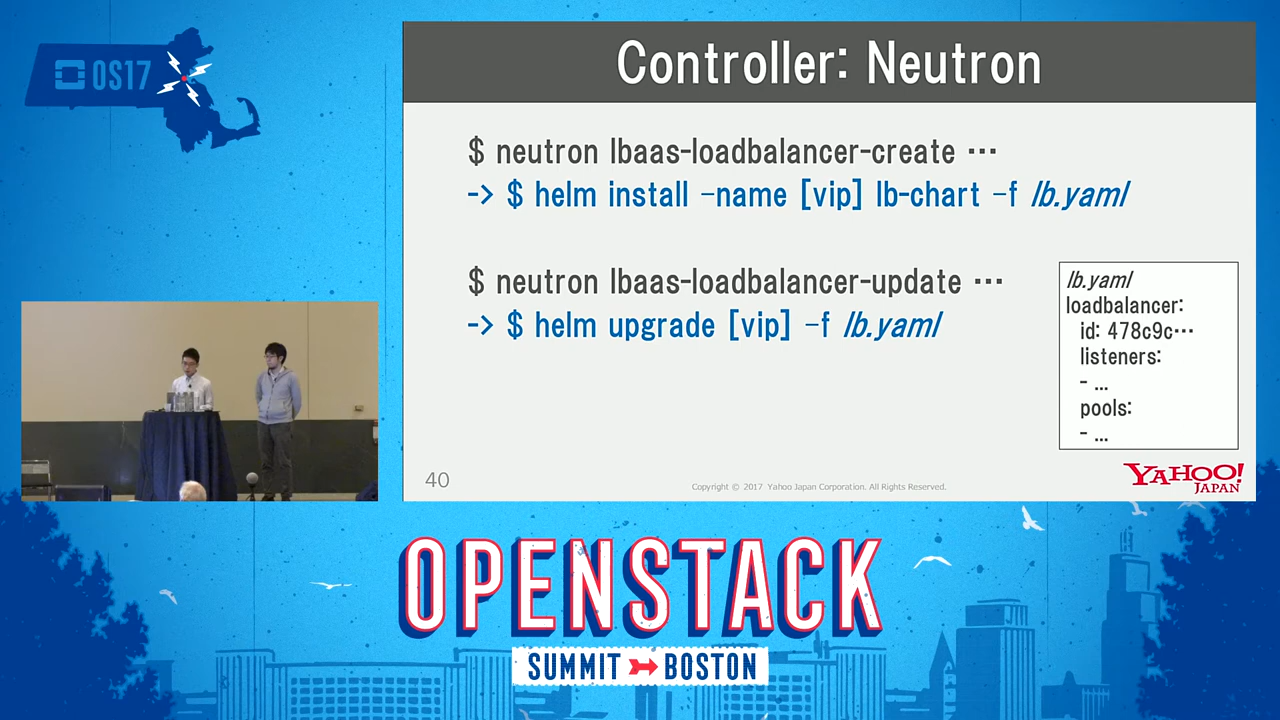 OS17
Controller: Neutron
$ neutron lbaas-loadbalancer-create …
-> $ helm install –name [vip] lb-chart –f lb.yaml
$ neutron lbaas-loadbalancer-update …
-> $ helm upgrade [vip] –f lb.yaml
lb.yaml
loadbalancer:
id: 478c9c…
listeners:
- ...
pools:
- ...
40
Copyright © 2017 Yahoo Japan Corporation. All Rights Reserved.
YAHOO!
JAPAN
OPENSTACK
SUMMIT BOSTON